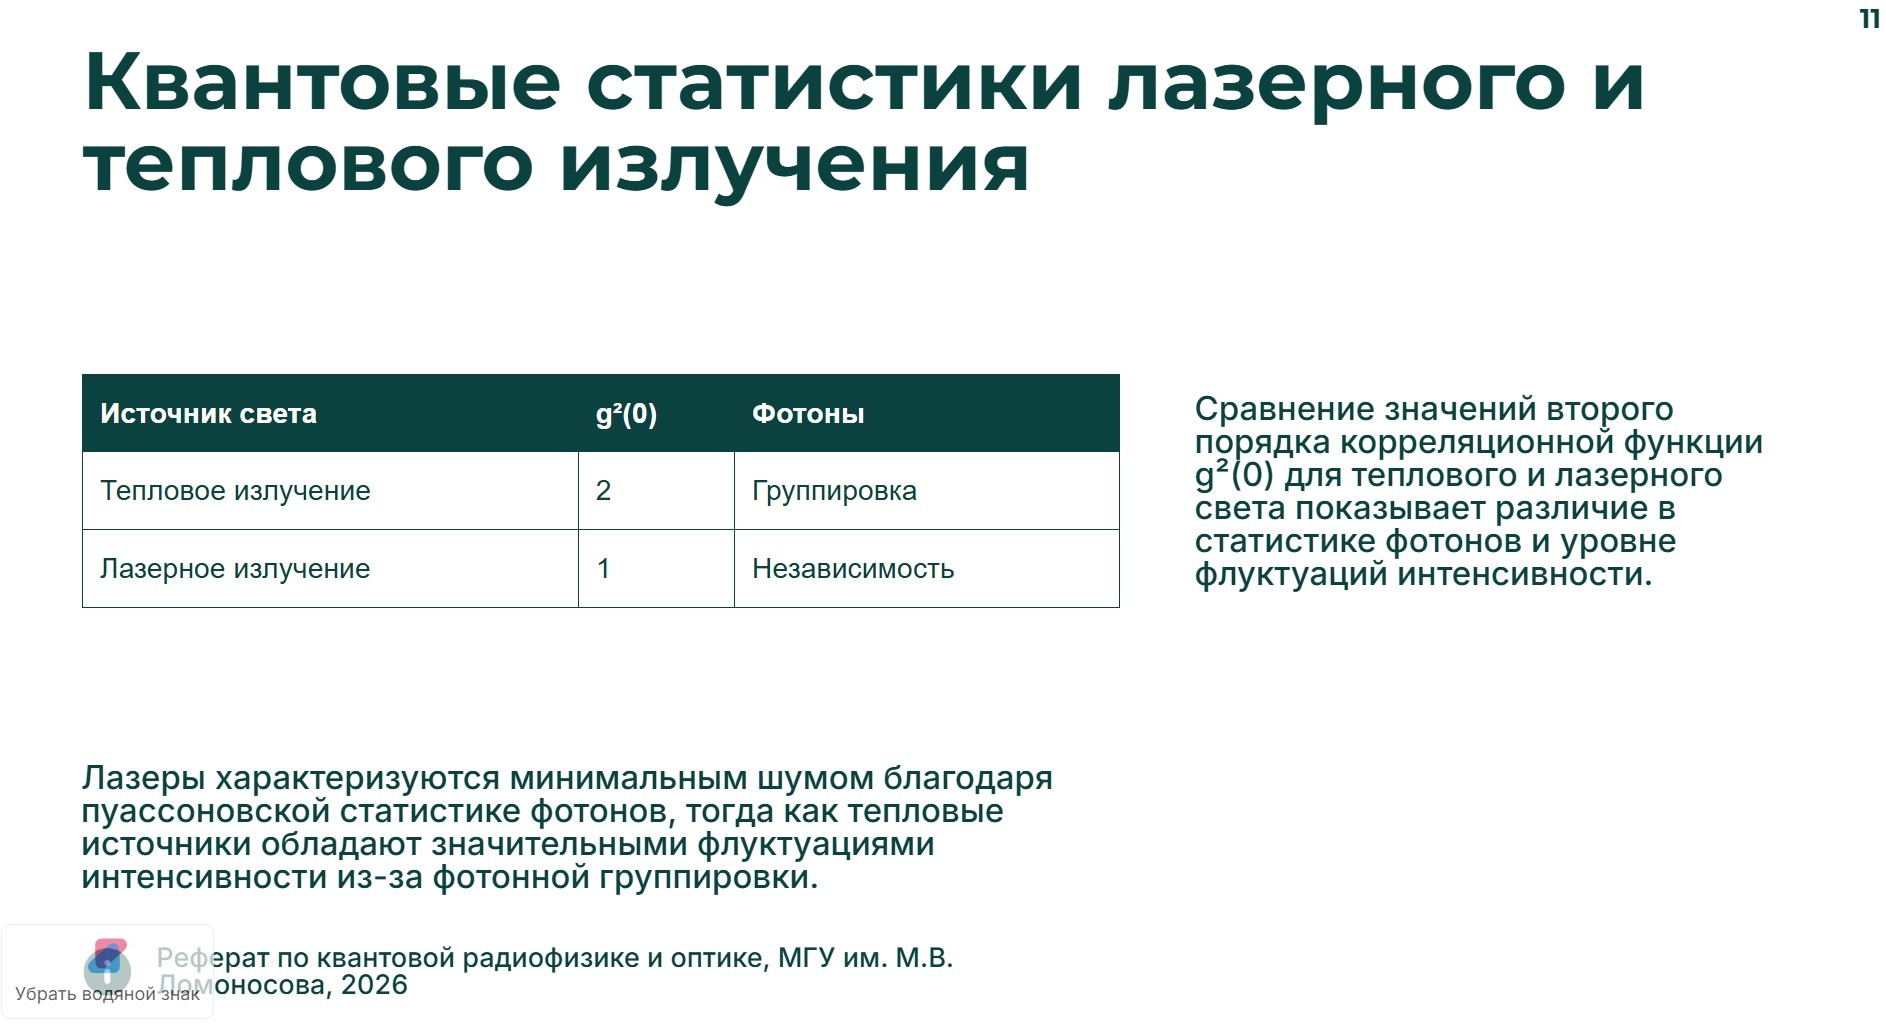 11
Квантовые статистики лазерного и
теплового излучения
Источник света g²(0) Фотоны
Тепловое излучение 2 Группировка
Лазерное излучение 1 Независимость
Сравнение значений второго
порядка корреляционной функции
g²(0) для теплового и лазерного
света показывает различие в
статистике фотонов и уровне
флуктуаций интенсивности.
Лазеры характеризуются минимальным шумом благодаря
пуассоновской статистике фотонов, тогда как тепловые
источники обладают значительными флуктуациями
интенсивности из-за фотонной группировки.
Реферат по квантовой радиофизике и оптике, МГУ им. М.В.
Ломоносова, 2026
Убрать водяной знак